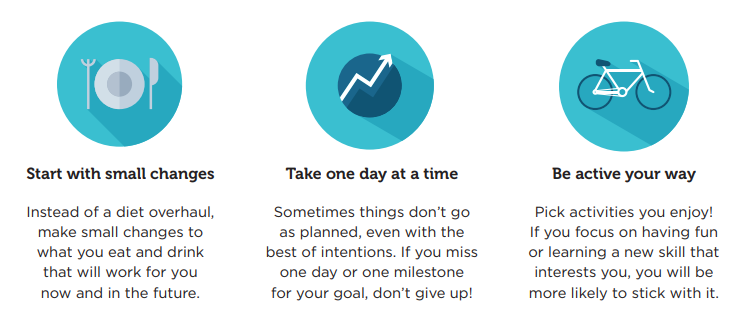 Start with small changes
Instead of a diet overhaul,
make small changes to
what you eat and drink
that will work for you
now and in the future.
Take one day at a time
Sometimes things don’t go
as planned, even with the
best of intentions. If you miss
one day or one milestone
for your goal, don’t give up!
Be active your way
Pick activities you enjoy!
If you focus on having fun
or learning a new skill that
interests you, you will be
more likely to stick with it.